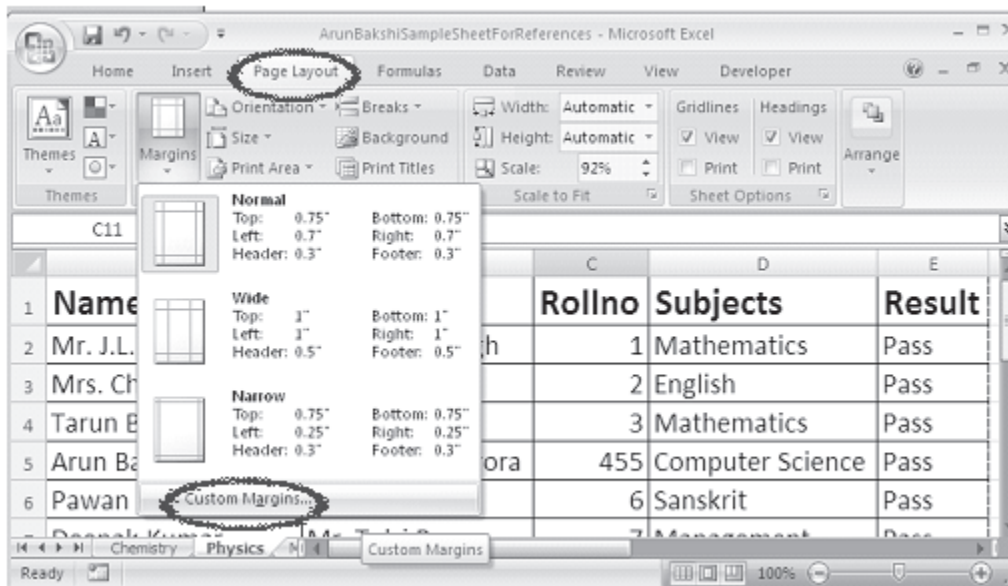 ArunBakshiSampleSheetForReferences - Microsoft Excel
Home Insert Page Layout Formulas Data Review View Developer
Aa Orientation Breaks Width: Automatic Gridlines Headings
A Size Background Height: Automatic View View
Themes Margins Print Area Print Titles Scale: 92% Print Print Arrange
Themes Scale to Fit Sheet Options
C11
Normal
Top: 0.75" Bottom: 0.75"
Left: 0.7" Right: 0.7"
Header: 0.3" Footer: 0.3"
Wide
Top: 1" Bottom: 1"
Left: 1" Right: 1"
Header: 0.5" Footer: 0.5"
Narrow
Top: 0.75" Bottom: 0.75"
Left: 0.25" Right: 0.25"
Header: 0.3" Footer: 0.3"
Custom Margins...
C D E
1 Name Rollno Subjects Result
2 Mr. J.L. gh 1 Mathematics Pass
3 Mrs. Ch 2 English Pass
4 Tarun B 3 Mathematics Pass
5 Arun Ba ora 455 Computer Science Pass
6 Pawan 6 Sanskrit Pass
Deepak Kumar 7 Management Pass
Chemistry Physics Custom Margins
Ready 100%